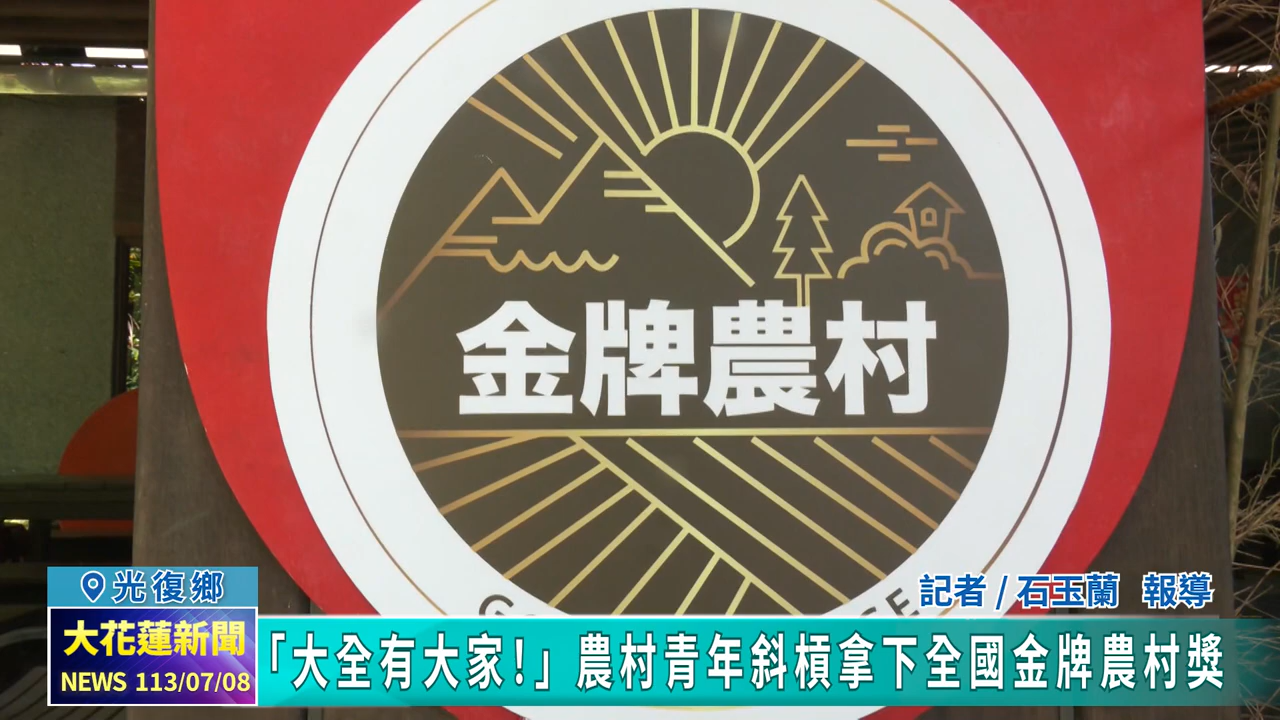 金牌農村
光復鄉
記者/石玉蘭 報導
大花蓮新聞
NEWS 113/07/08
「大全有大家!」農村青年斜槓拿下全國金牌農村獎